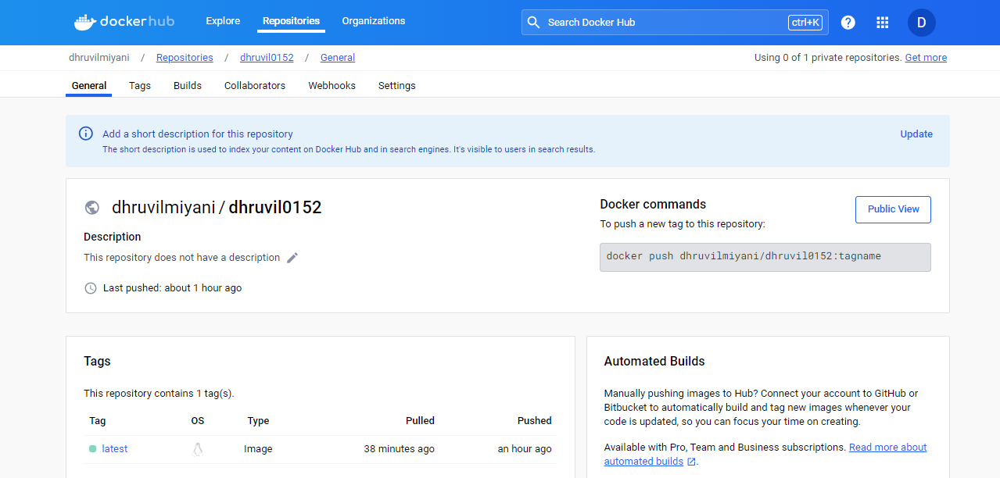 dockerhub Explore Repositories Organizations Search Docker Hub ctrl+K ? D
dhruvilmiyani / Repositories / dhruvil0152 / General Using 0 of 1 private repositories. Get more
General Tags Builds Collaborators Webhooks Settings
Add a short description for this repository Update
The short description is used to index your content on Docker Hub and in search engines. It's visible to users in search results.
dhruvilmiyani / dhruvil0152
Description
This repository does not have a description
Last pushed: about 1 hour ago
Docker commands
Public View
To push a new tag to this repository:
docker push dhruvilmiyani/dhruvil0152:tagname
Tags
This repository contains 1 tag(s).
Tag OS Type Pulled Pushed
latest Image 38 minutes ago an hour ago
Automated Builds
Manually pushing images to Hub? Connect your account to GitHub or
Bitbucket to automatically build and tag new images whenever your
code is updated, so you can focus your time on creating.
Available with Pro, Team and Business subscriptions. Read more about
automated builds .